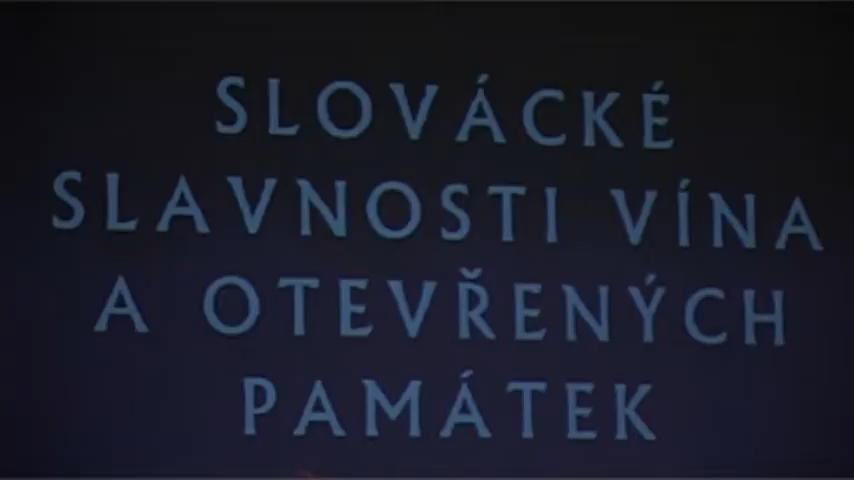 SLOVÁCKÉ
SLAVNOSTI VÍNA
A OTEVŘENÝCH
PAMÁTEK